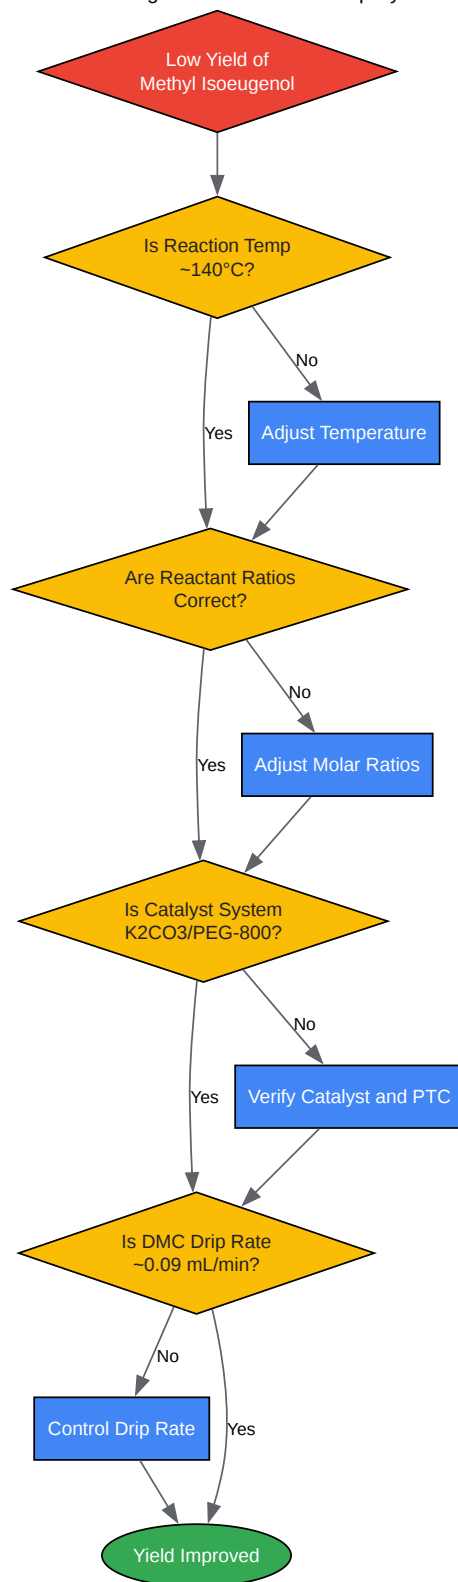 Low Yield of
Methyl Isoeugenol
Is Reaction Temp
~140°C?
No
Adjust Temperature
Yes
Are Reactant Ratios
Correct?
No
Adjust Molar Ratios
Yes
Is Catalyst System
K2CO3/PEG-800?
No
Verify Catalyst and PTC
Yes
Is DMC Drip Rate
~0.09 mL/min?
No
Control Drip Rate
Yes
Yield Improved